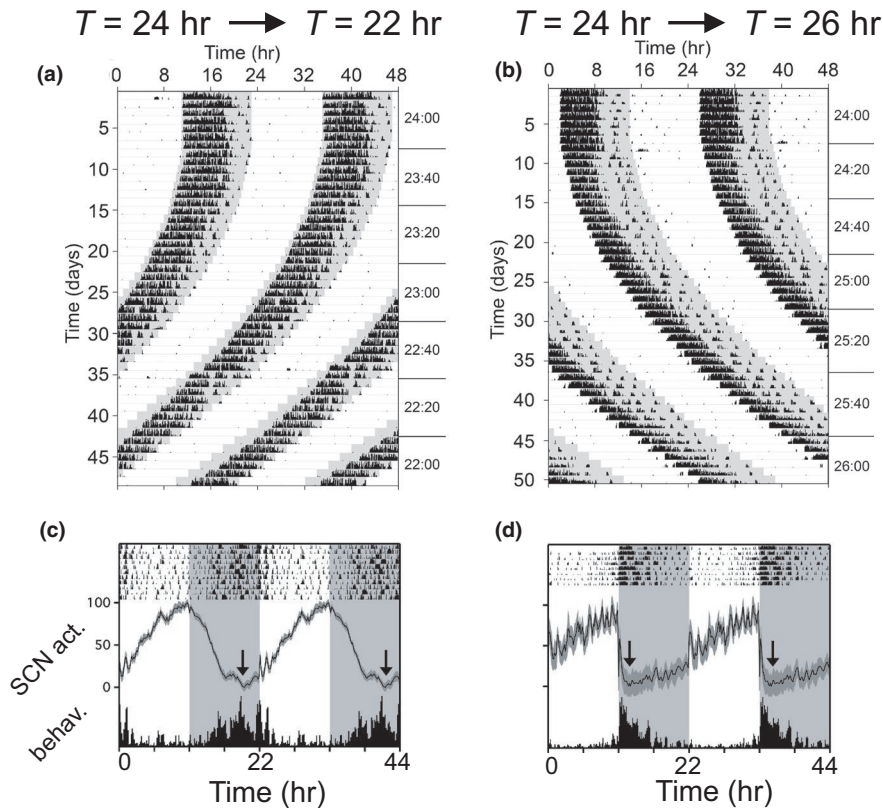 T = 24 hr → T = 22 hr
Time (hr)
(a)
0 8 16 24 32 40 48
Time (days)
5
10
15
20
25
30
35
40
45
24:00
23:40
23:20
23:00
22:40
22:20
22:00
T = 24 hr → T = 26 hr
Time (hr)
(b)
0 8 16 24 32 40 48
Time (days)
5
10
15
20
25
30
35
40
45
50
24:00
24:20
24:40
25:00
25:20
25:40
26:00
(c)
SCN act.
100
50
0
behav.
0 22 44
Time (hr)
(d)
0 22 44
Time (hr)